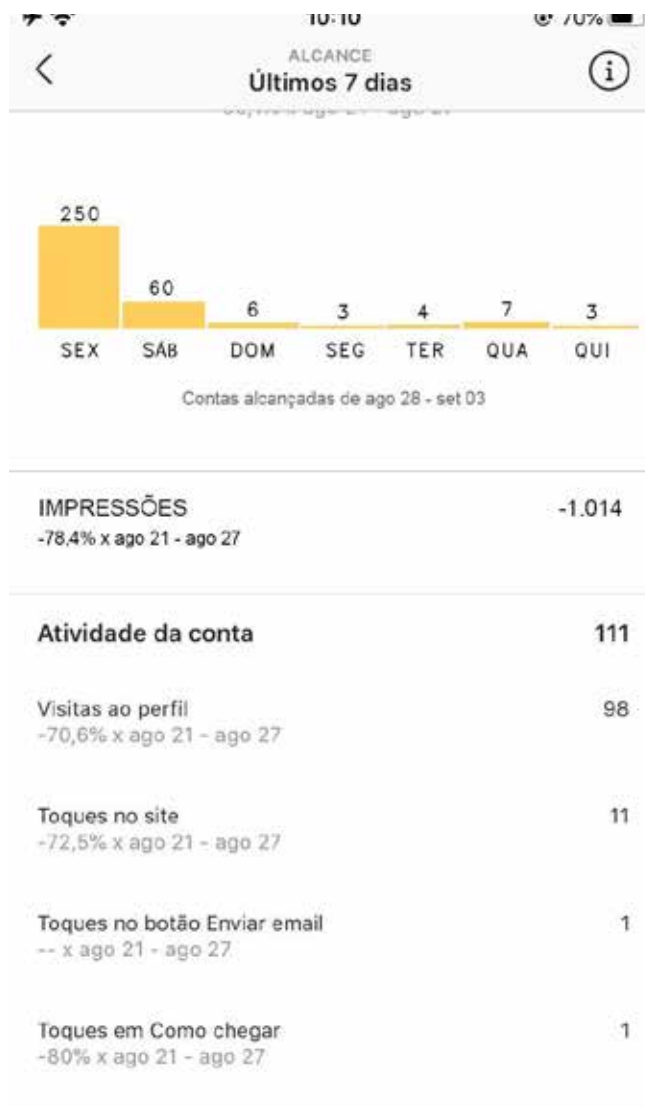 10:10
70%
ALCANCE
Últimos 7 dias
250
60
6
3
4
7
3
SEX SÁB DOM SEG TER QUA QUI
Contas alcançadas de ago 28 - set 03
IMPRESSÕES -1.014
-78,4% x ago 21 - ago 27
Atividade da conta 111
Visitas ao perfil 98
-70,6% x ago 21 - ago 27
Toques no site 11
-72,5% x ago 21 - ago 27
Toques no botão Enviar email 1
-- x ago 21 - ago 27
Toques em Como chegar 1
-80% x ago 21 - ago 27